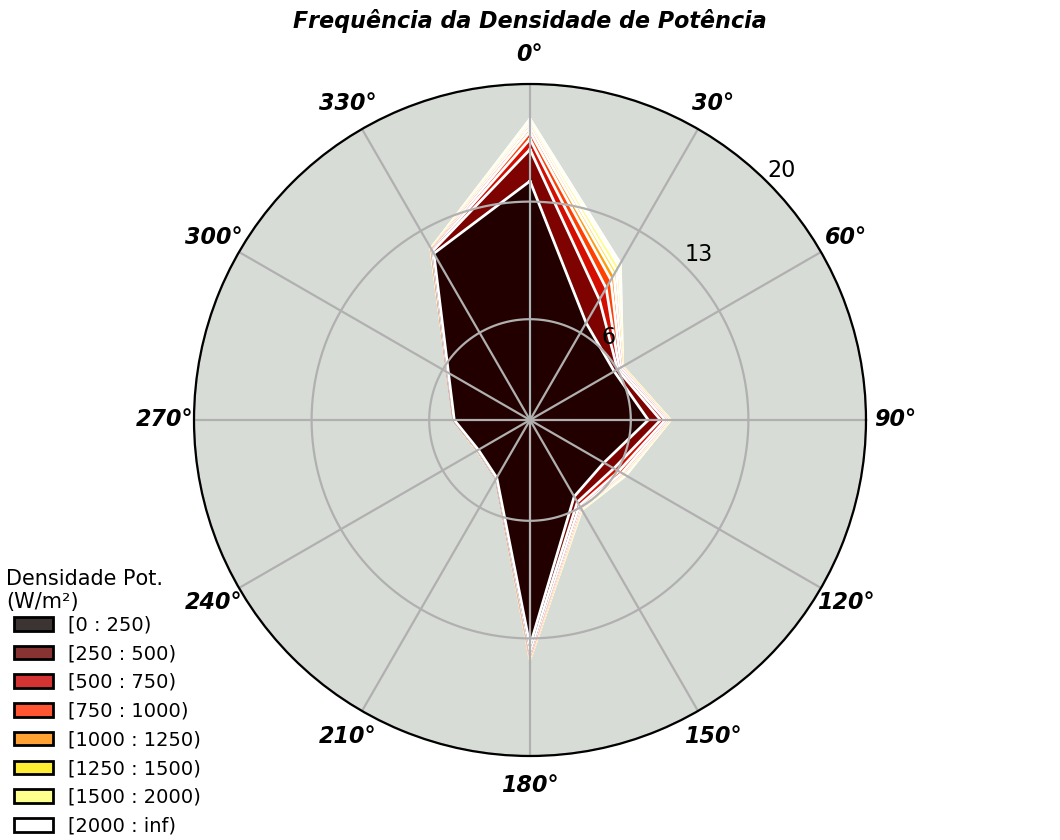 Frequência da Densidade de Potência
0°
330°
30°
20
300°
60°
13
6
270°
90°
240°
120°
210°
150°
180°
Densidade Pot.
(W/m²)
[0 : 250)
[250 : 500)
[500 : 750)
[750 : 1000)
[1000 : 1250)
[1250 : 1500)
[1500 : 2000)
[2000 : inf)